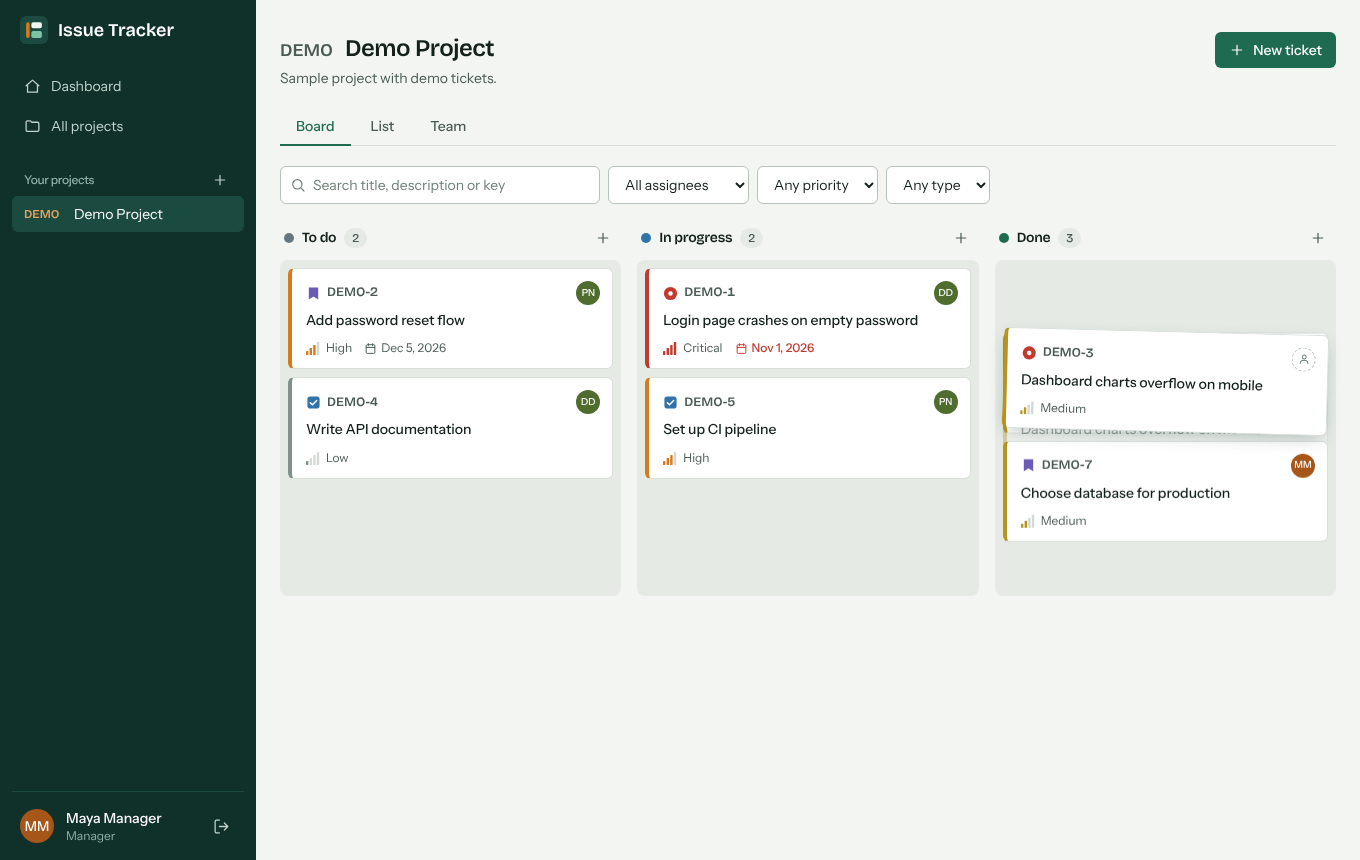 Issue Tracker
Dashboard
All projects
Your projects
DEMO Demo Project
MM Maya Manager
Manager
DEMO Demo Project
New ticket
Sample project with demo tickets.
Board List Team
Search title, description or key
All assignees
Any priority
Any type
To do 2
DEMO-2 PN
Add password reset flow
High Dec 5, 2026
DEMO-4 DD
Write API documentation
Low
In progress 2
DEMO-1 DD
Login page crashes on empty password
Critical Nov 1, 2026
DEMO-5 PN
Set up CI pipeline
High
Done 3
DEMO-3
Dashboard charts overflow on mobile
Medium
Dashboard charts overflow
DEMO-7 MM
Choose database for production
Medium